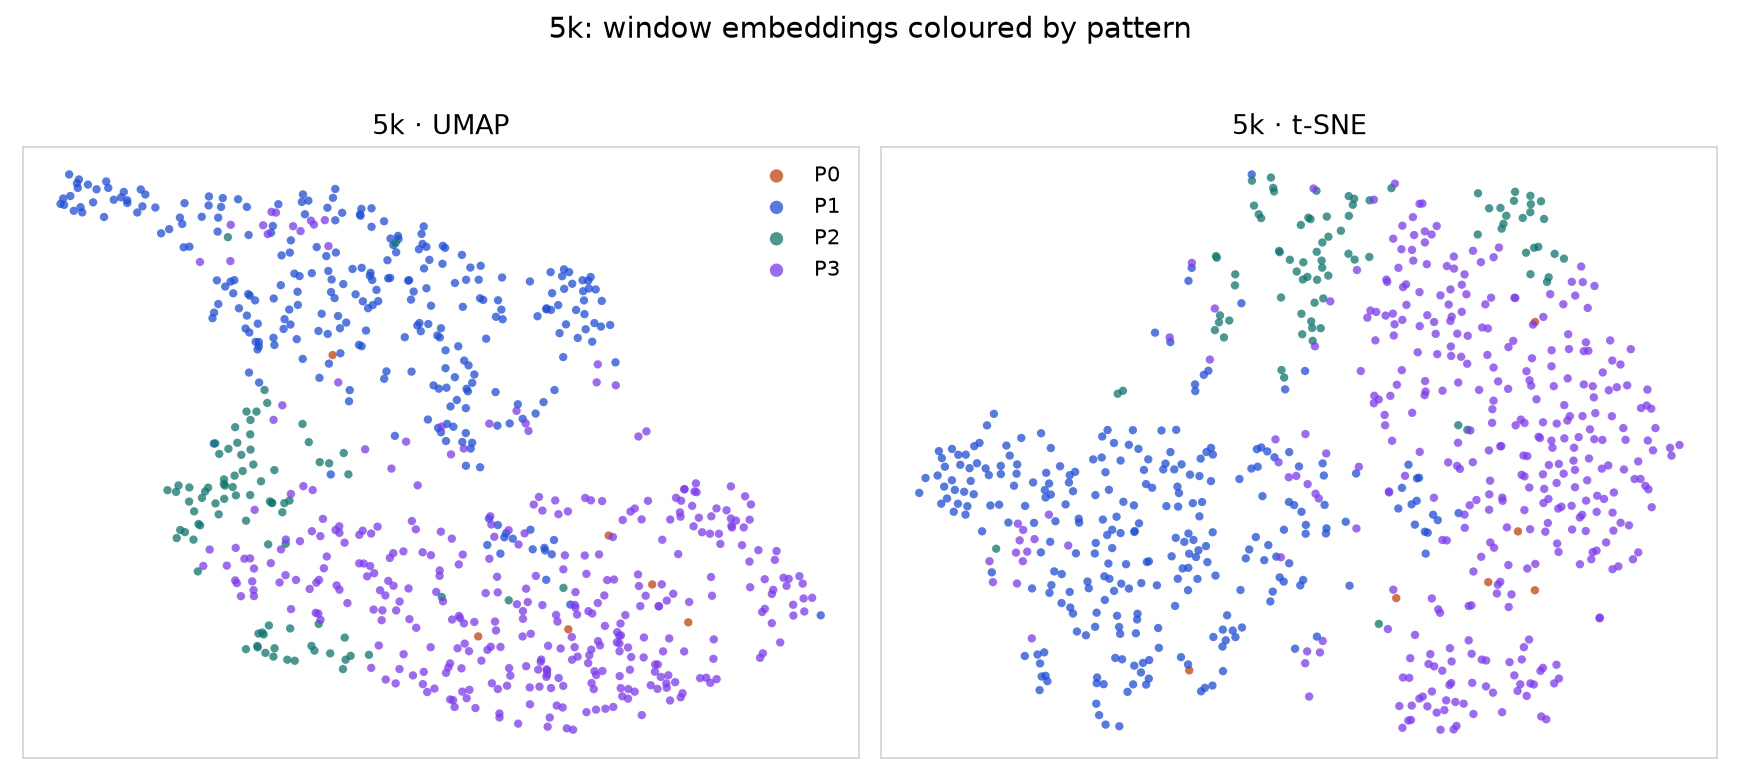 5k: window embeddings coloured by pattern
5k · UMAP
5k · t-SNE
P0
P1
P2
P3